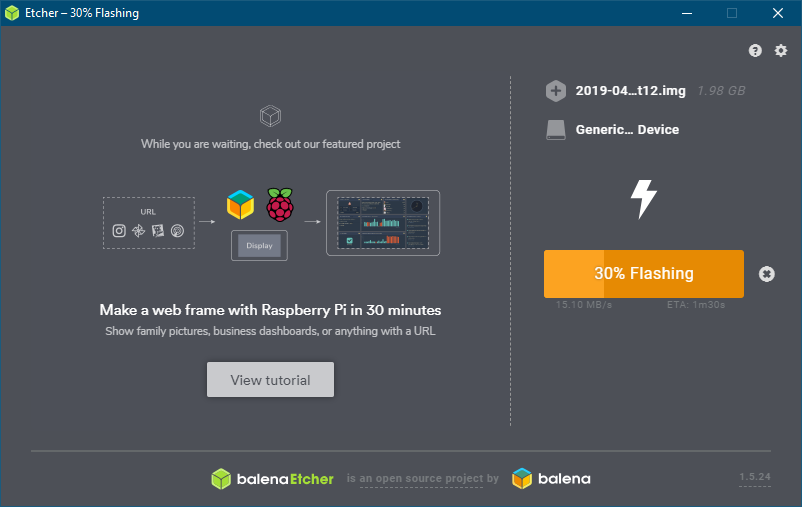 Etcher – 30% Flashing
While you are waiting, check out our featured project
URL
Display
Make a web frame with Raspberry Pi in 30 minutes
Show family pictures, business dashboards, or anything with a URL
View tutorial
2019-04...t12.img 1.98 GB
Generic... Device
30% Flashing
15.10 MB/s ETA: 1m30s
balenaEtcher is an open source project by balena
1.5.24